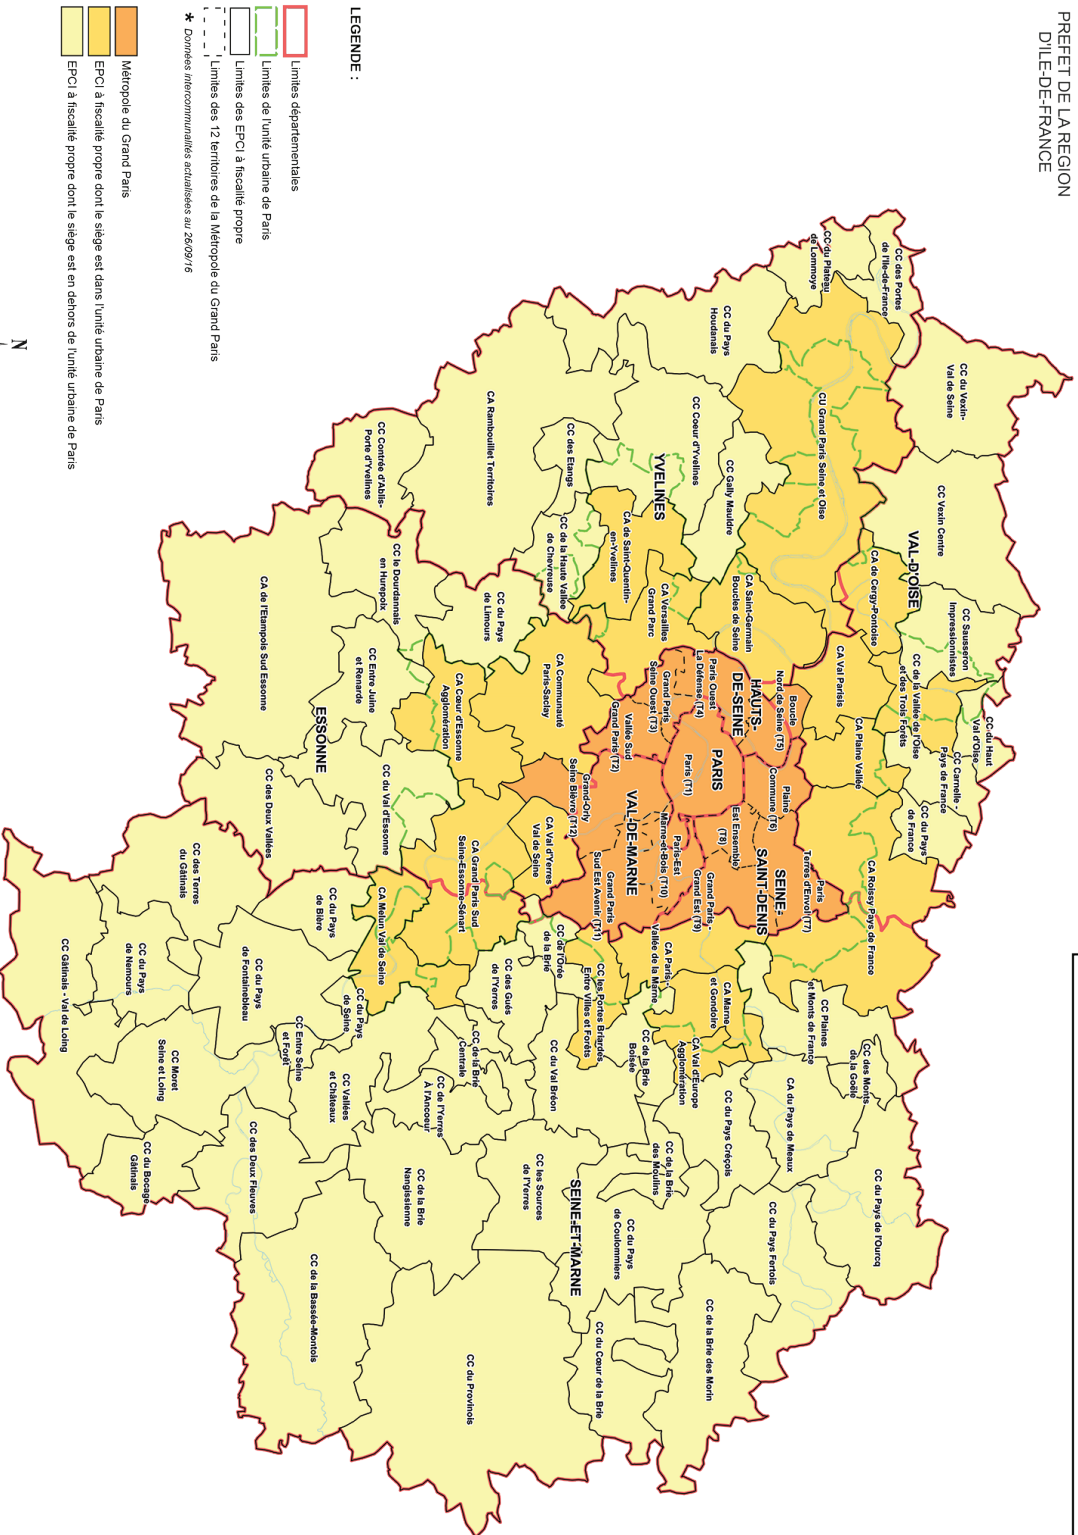 PREFET DE LA REGION
D'ILE-DE-FRANCE
CC des Portes
de l'Ile-de-France
CC du Plateau
de Lommoye
CC du Vexin-
Val de Seine
CC du Pays
Houdanais
CU Grand Paris Seine et Oise
CC Vexin Centre
VAL-D'OISE
CA de Cergy-Pontoise
CC Sausseron
Impressionnistes
CC de la Vallée de l'Oise
et des Trois Forêts
CC du Haut
Val d'Oise
CC Carnelle -
Pays de France
CC du Pays
de France
CA Val Parisis
CA Plaine Vallée
CA Roissy Pays de France
CC Coeur d'Yvelines
CC Gally Mauldre
YVELINES
CA Saint-Germain
Boucles de Seine
CA Versailles
Grand Parc
CA de Saint-Quentin-
en-Yvelines
CC des Etangs
CC de la Haute Vallée
de Chevreuse
CA Rambouillet Territoires
CC Contrée d'Ablis-
Porte d'Yvelines
HAUTS-
DE-SEINE
Boucle
Nord de Seine (T5)
Paris Ouest
La Défense (T4)
Grand Paris
Seine Ouest (T3)
Vallée Sud
Grand Paris (T2)
PARIS
Paris (T1)
Plaine
Commune (T6)
Est Ensemble
(T8)
SEINE-
SAINT-DENIS
Paris
Terres d'Envol (T7)
Grand Paris -
Grand Est (T9)
Paris-Est
Marne-et-Bois (T10)
VAL-DE-MARNE
Grand Paris
Sud Est Avenir (T11)
Grand-Orly
Seine Bièvre (T12)
CC le Dourdannais
en Hurepoix
CC du Pays
de Limours
CA Communauté
Paris-Saclay
CA Cœur d'Essonne
Agglomération
CA de l'Etampois Sud Essonne
CC Entre Juine
et Renarde
ESSONNE
CC du Val d'Essonne
CC des Deux Vallées
CA Val d'Yerres
Val de Seine
CA Grand Paris Sud
Seine-Essonne-Sénart
CA Melun Val de Seine
CA Paris -
Vallée de la Marne
CA Marne
et Gondoire
CA Val d'Europe
Agglomération
CC Plaines
et Monts de France
CC des Monts
de la Goële
CA du Pays de Meaux
CC du Pays de l'Ourcq
CC du Pays Créçois
CC du Pays Fertois
CC de la Brie
Boisée
CC de la Brie
des Moulins
CC du Pays
de Coulommiers
CC de la Brie des Morin
CC du Cœur de la Brie
SEINE-ET-MARNE
CC de l'Orée
de la Brie
CC les Portes Briardes
Entre Villes et Forêts
CC du Val Bréon
CC des Gués
de l'Yerres
CC de la Brie
Centrale
CC de l'Yerres
À l'Ancoeur
CC les Sources
de l'Yerres
CC de la Brie
Nangissienne
CC du Provinois
CC de la Bassée-Montois
CC des Deux Fleuves
CC Vallées
et Châteaux
CC du Pays
de Seine
CC Entre Seine
et Forêt
CC du Pays
de Bière
CC du Pays
de Fontainebleau
CC des Terres
du Gâtinais
CC du Pays
de Nemours
CC Moret
Seine et Loing
CC du Bocage
Gâtinais
CC Gâtinais - Val de Loing
LEGENDE :
Limites départementales
Limites de l'unité urbaine de Paris
Limites des EPCI à fiscalité propre
Limites des 12 territoires de la Métropole du Grand Paris
* Données intercommunalités actualisées au 26/09/16
Métropole du Grand Paris
EPCI à fiscalité propre dont le siège est dans l'unité urbaine de Paris
EPCI à fiscalité propre dont le siège est en dehors de l'unité urbaine de Paris
N